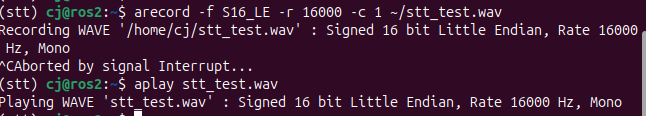 (stt) cj@ros2:~$ arecord -f S16_LE -r 16000 -c 1 ~/stt_test.wav
Recording WAVE '/home/cj/stt_test.wav' : Signed 16 bit Little Endian, Rate 16000
 Hz, Mono
^CAborted by signal Interrupt...
(stt) cj@ros2:~$ aplay stt_test.wav
Playing WAVE 'stt_test.wav' : Signed 16 bit Little Endian, Rate 16000 Hz, Mono
(stt) cj@ros2:~$